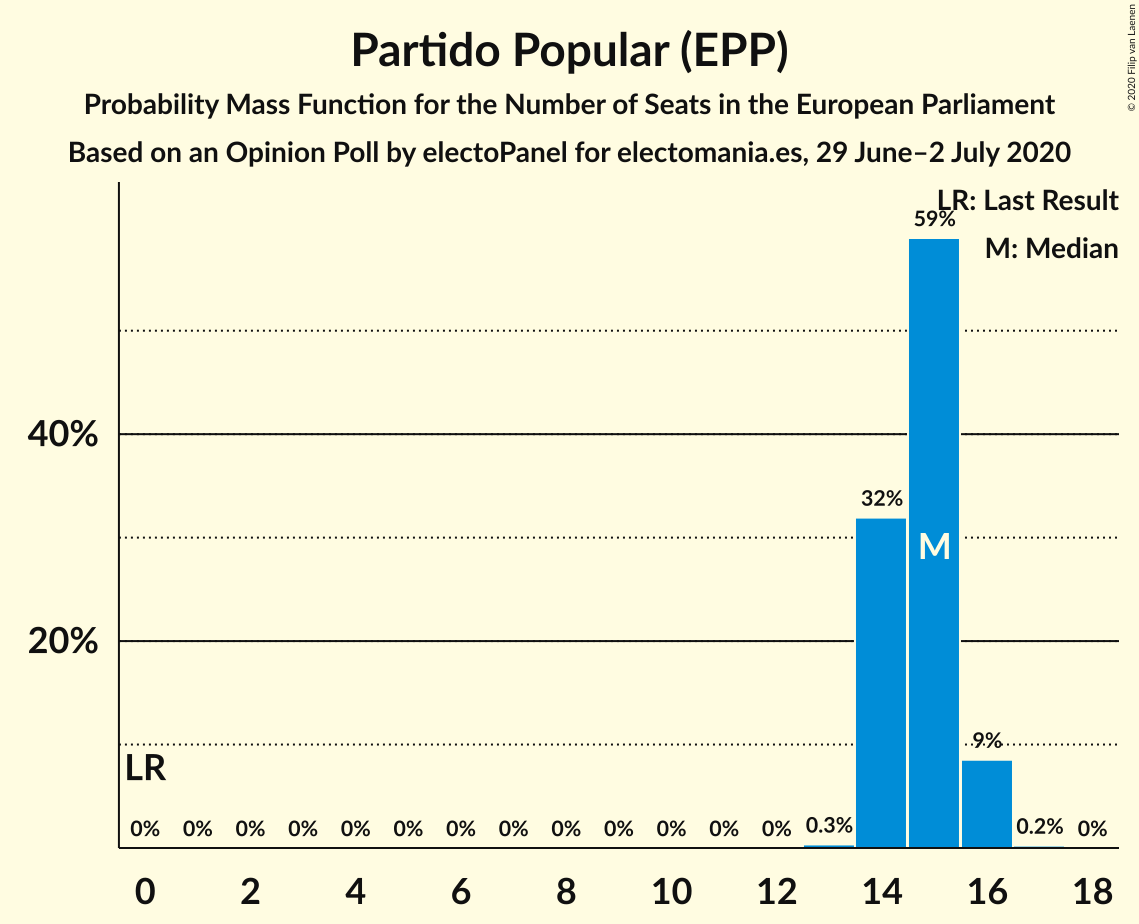 Partido Popular (EPP)
Probability Mass Function for the Number of Seats in the European Parliament
Based on an Opinion Poll by electoPanel for electomania.es, 29 June–2 July 2020
© 2020 Filip van Laenen
LR: Last Result
M: Median
59%
40%
32%
M
20%
9%
LR
0% 0% 0% 0% 0% 0% 0% 0% 0% 0% 0% 0% 0% 0.3% 0.2% 0%
0 2 4 6 8 10 12 14 16 18